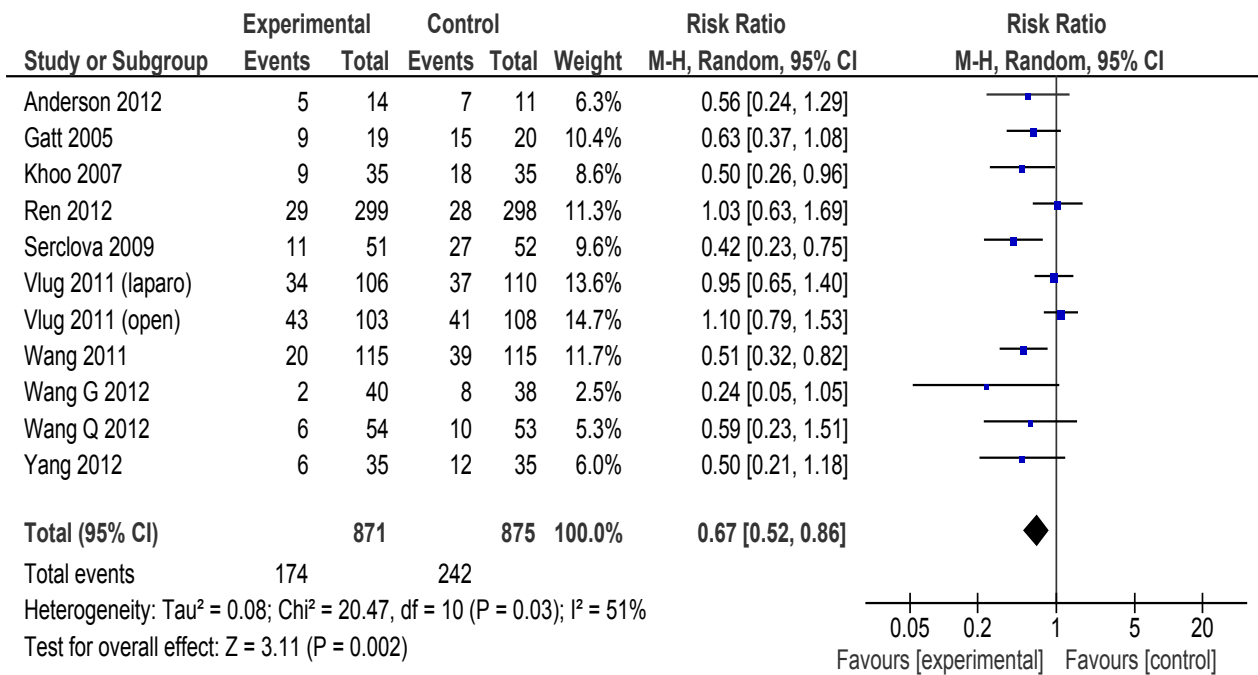 Experimental Control Risk Ratio Risk Ratio
Study or Subgroup Events Total Events Total Weight M-H, Random, 95% CI M-H, Random, 95% CI
Anderson 2012 5 14 7 11 6.3% 0.56 [0.24, 1.29]
Gatt 2005 9 19 15 20 10.4% 0.63 [0.37, 1.08]
Khoo 2007 9 35 18 35 8.6% 0.50 [0.26, 0.96]
Ren 2012 29 299 28 298 11.3% 1.03 [0.63, 1.69]
Serclova 2009 11 51 27 52 9.6% 0.42 [0.23, 0.75]
Vlug 2011 (laparo) 34 106 37 110 13.6% 0.95 [0.65, 1.40]
Vlug 2011 (open) 43 103 41 108 14.7% 1.10 [0.79, 1.53]
Wang 2011 20 115 39 115 11.7% 0.51 [0.32, 0.82]
Wang G 2012 2 40 8 38 2.5% 0.24 [0.05, 1.05]
Wang Q 2012 6 54 10 53 5.3% 0.59 [0.23, 1.51]
Yang 2012 6 35 12 35 6.0% 0.50 [0.21, 1.18]
Total (95% CI) 871 875 100.0% 0.67 [0.52, 0.86]
Total events 174 242
Heterogeneity: Tau² = 0.08; Chi² = 20.47, df = 10 (P = 0.03); I² = 51%
Test for overall effect: Z = 3.11 (P = 0.002)
0.05 0.2 1 5 20
Favours [experimental] Favours [control]